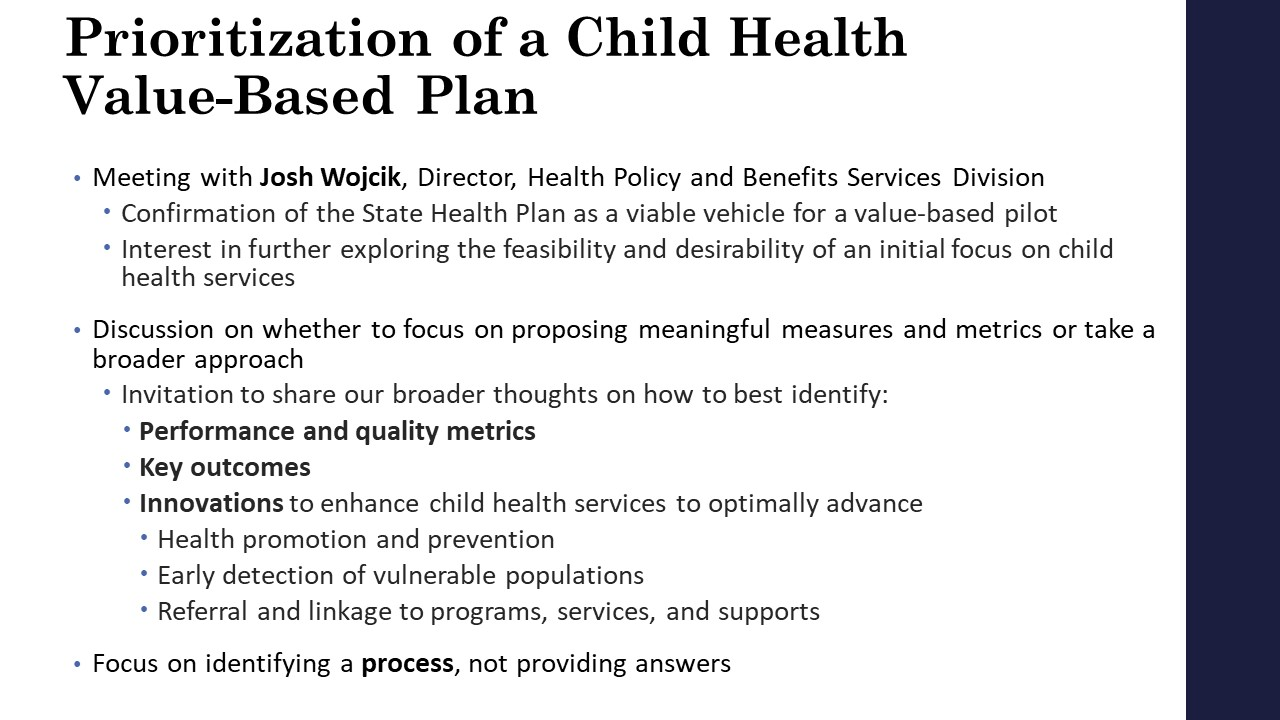 Prioritization of a Child Health
Value-Based Plan
• Meeting with Josh Wojcik, Director, Health Policy and Benefits Services Division
• Confirmation of the State Health Plan as a viable vehicle for a value-based pilot
• Interest in further exploring the feasibility and desirability of an initial focus on child
health services
• Discussion on whether to focus on proposing meaningful measures and metrics or take a
broader approach
• Invitation to share our broader thoughts on how to best identify:
• Performance and quality metrics
• Key outcomes
• Innovations to enhance child health services to optimally advance
• Health promotion and prevention
• Early detection of vulnerable populations
• Referral and linkage to programs, services, and supports
• Focus on identifying a process, not providing answers